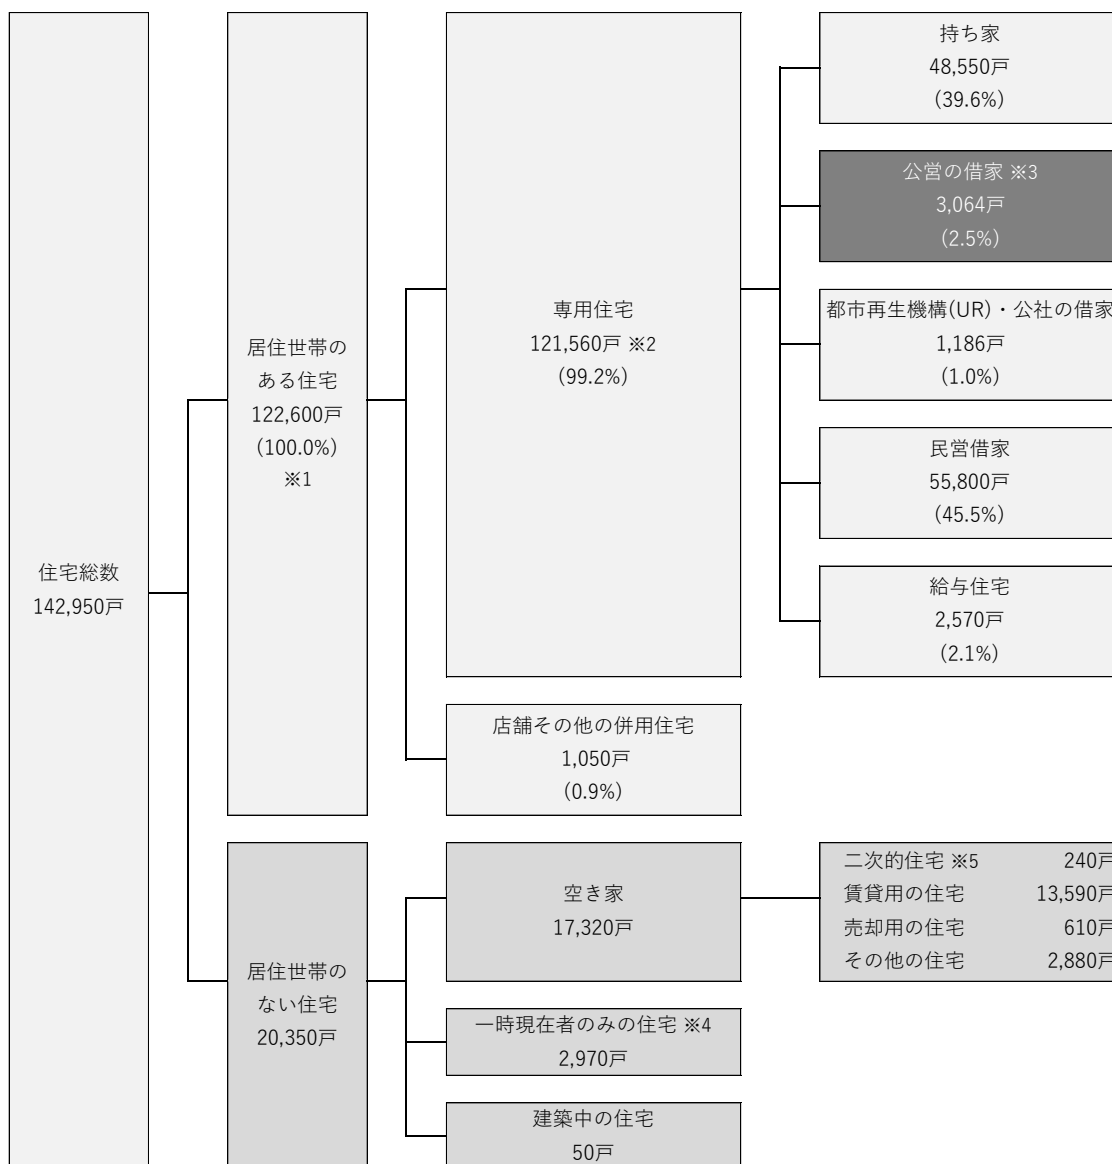 住宅総数
142,950戸
居住世帯の
ある住宅
122,600戸
(100.0%)
※1
専用住宅
121,560戸 ※2
(99.2%)
持ち家
48,550戸
(39.6%)
公営の借家 ※3
3,064戸
(2.5%)
都市再生機構(UR)・公社の借家
1,186戸
(1.0%)
民営借家
55,800戸
(45.5%)
給与住宅
2,570戸
(2.1%)
店舗その他の併用住宅
1,050戸
(0.9%)
居住世帯の
ない住宅
20,350戸
空き家
17,320戸
二次的住宅 ※5 240戸
賃貸用の住宅 13,590戸
売却用の住宅 610戸
その他の住宅 2,880戸
一時現在者のみの住宅 ※4
2,970戸
建築中の住宅
50戸